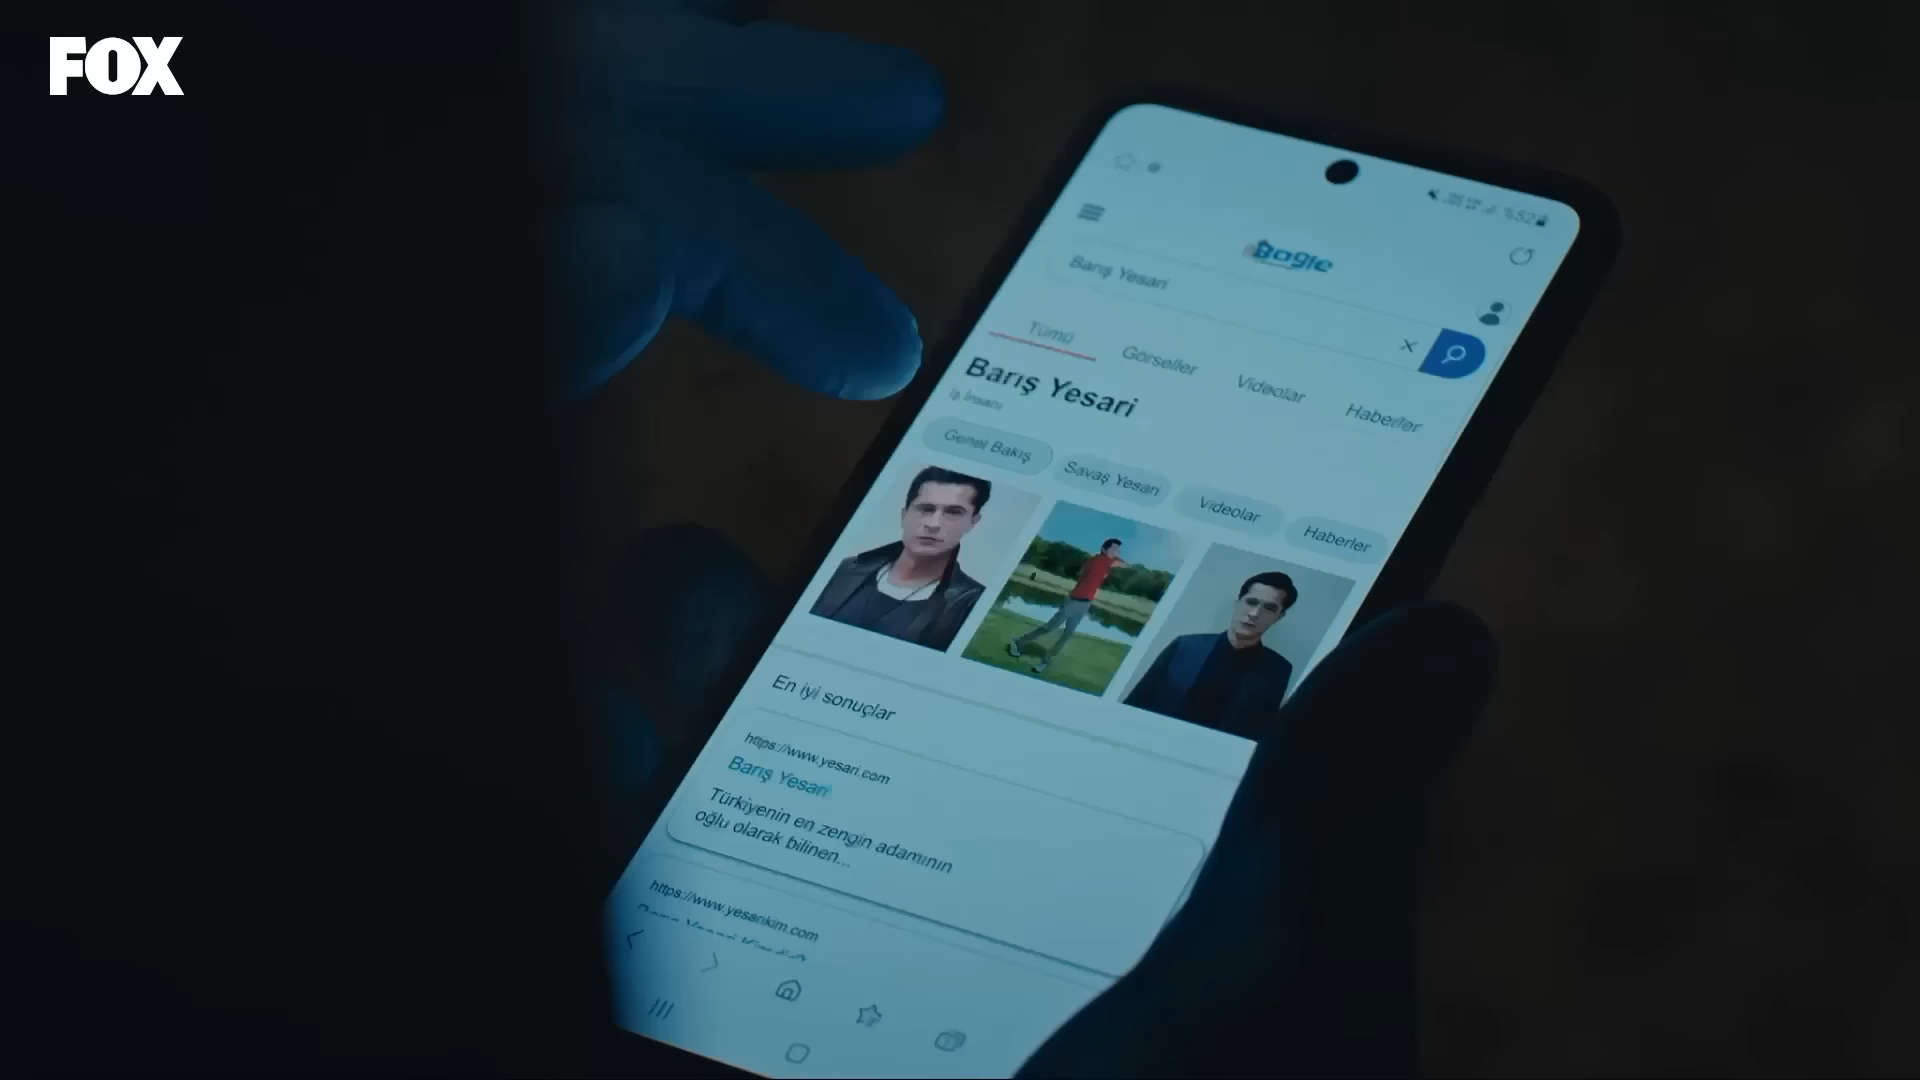 FOX
%52
Bogle
Barış Yesari
Tümü Görseller Videolar Haberler
Barış Yesari
İş İnsanı
Genel Bakış Savaş Yesari Videolar Haberler
En iyi sonuçlar
https://www.yesari.com
Barış Yesari
Türkiyenin en zengin adamının
oğlu olarak bilinen...
https://www.yesarikim.com